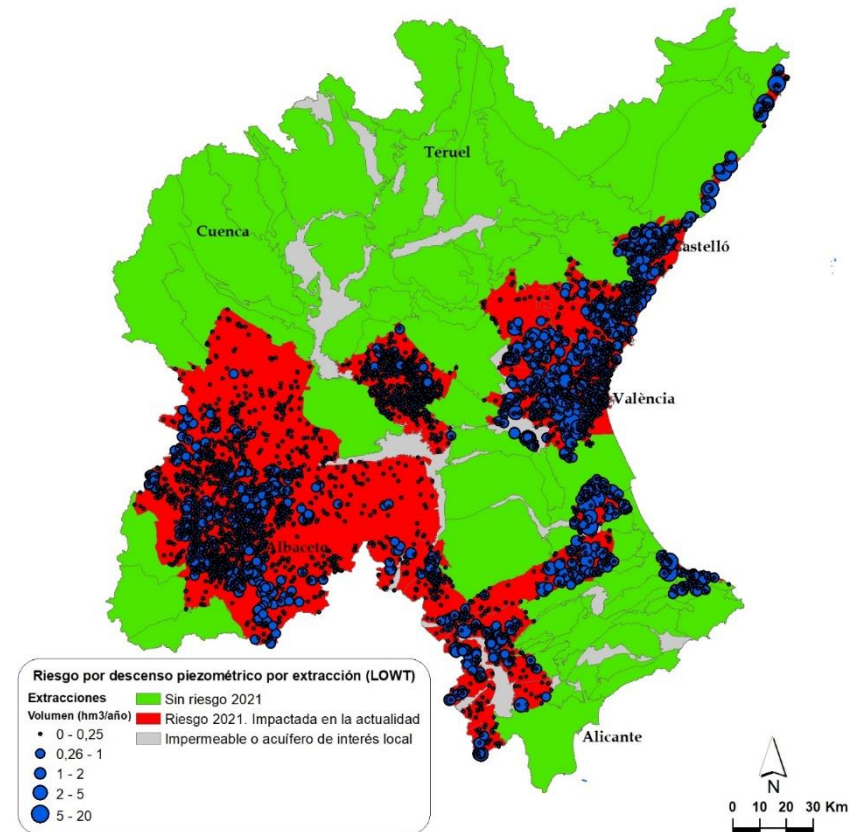 Teruel
Cuenca
Castelló
València
Albacete
Alicante
Riesgo por descenso piezométrico por extracción (LOWT)
Extracciones
Volumen (hm3/año)
0 - 0,25
0,26 - 1
1 - 2
2 - 5
5 - 20
Sin riesgo 2021
Riesgo 2021. Impactada en la actualidad
Impermeable o acuífero de interés local
N
0 10 20 30 Km